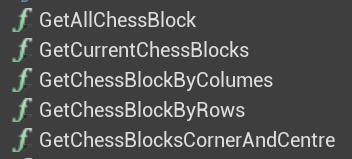 GetAllChessBlock
GetCurrentChessBlocks
GetChessBlockByColumes
GetChessBlockByRows
GetChessBlocksCornerAndCentre